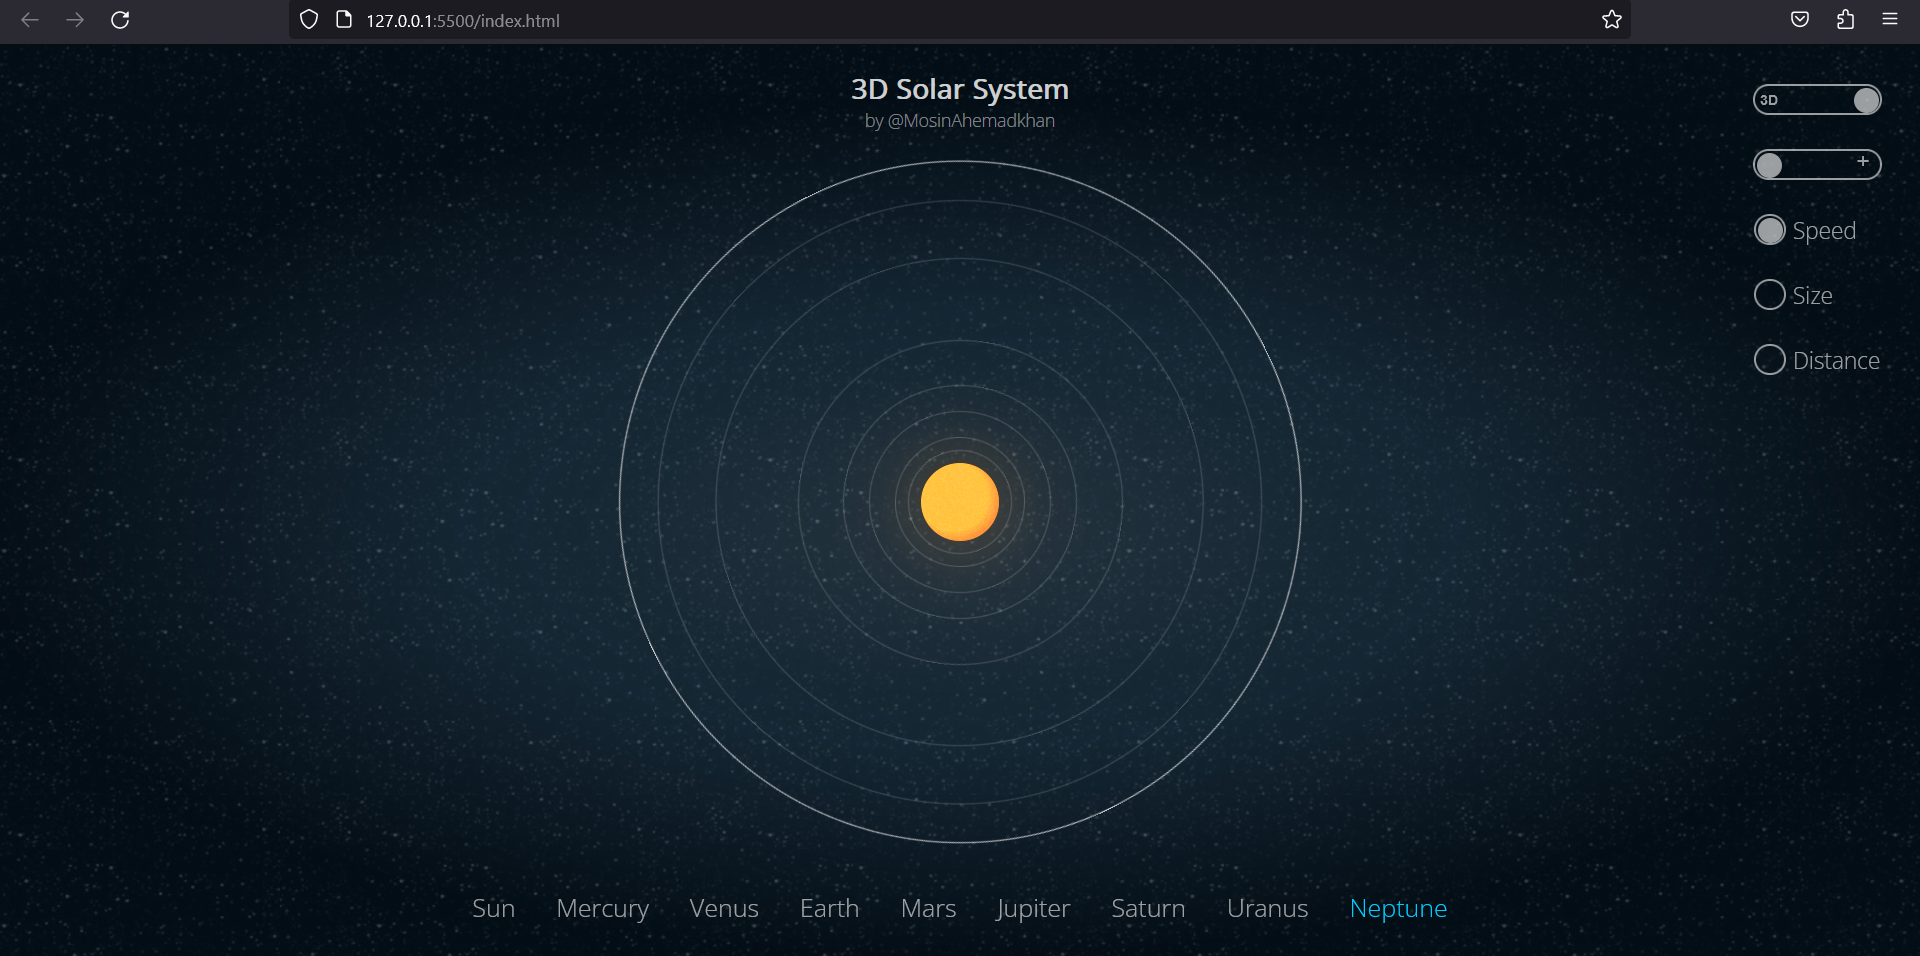 127.0.0.1:5500/index.html
3D Solar System
by @MosinAhemadkhan
3D
+
Speed
Size
Distance
Sun Mercury Venus Earth Mars Jupiter Saturn Uranus Neptune